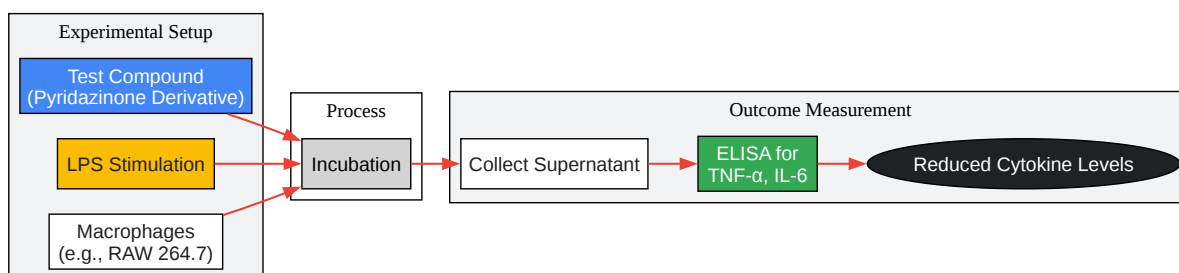 Experimental Setup
Test Compound
(Pyridazinone Derivative)
LPS Stimulation
Macrophages
(e.g., RAW 264.7)
Process
Incubation
Outcome Measurement
Collect Supernatant
ELISA for
TNF-α, IL-6
Reduced Cytokine Levels